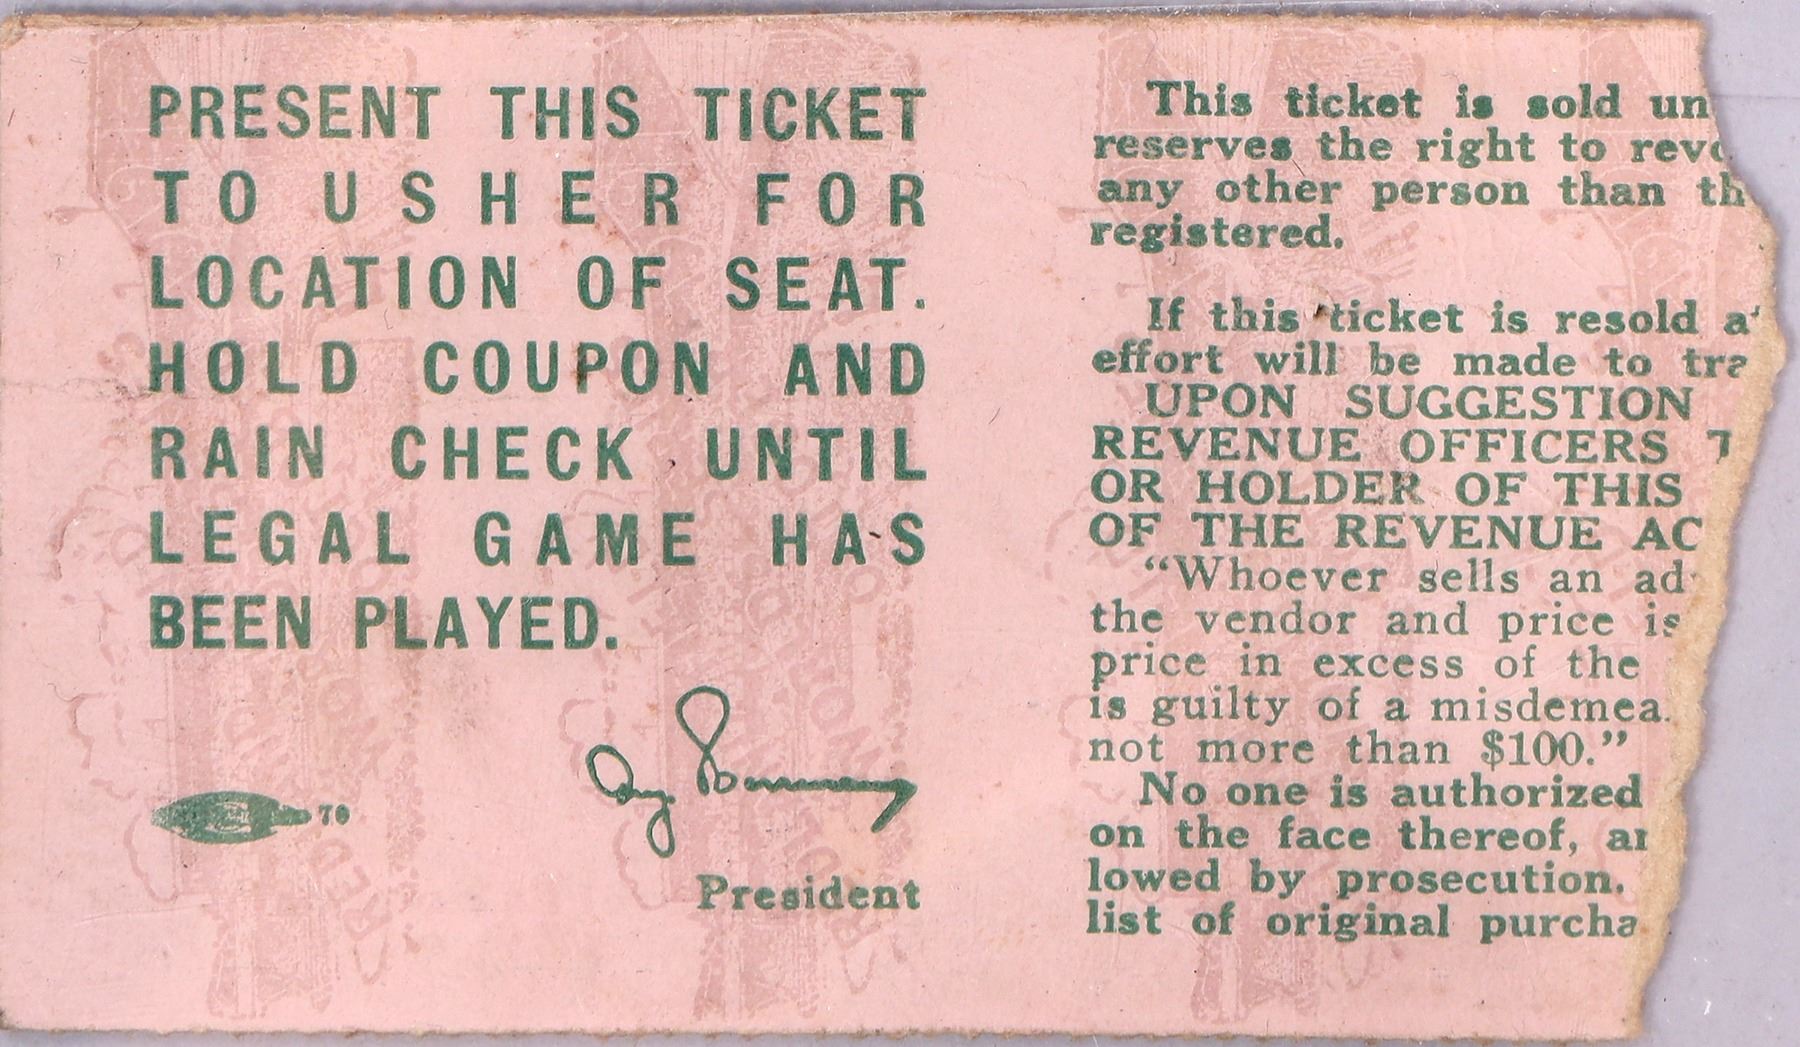 PRESENT THIS TICKET
TO USHER FOR
LOCATION OF SEAT.
HOLD COUPON AND
RAIN CHECK UNTIL
LEGAL GAME HAS
BEEN PLAYED.
70
President
This ticket is sold un
reserves the right to revo
any other person than th
registered.
If this ticket is resold a
effort will be made to tra
UPON SUGGESTION
REVENUE OFFICERS T
OR HOLDER OF THIS
OF THE REVENUE AC
“Whoever sells an ad
the vendor and price is
price in excess of the
is guilty of a misdemea
not more than $100.”
No one is authorized
on the face thereof, an
lowed by prosecution.
list of original purcha